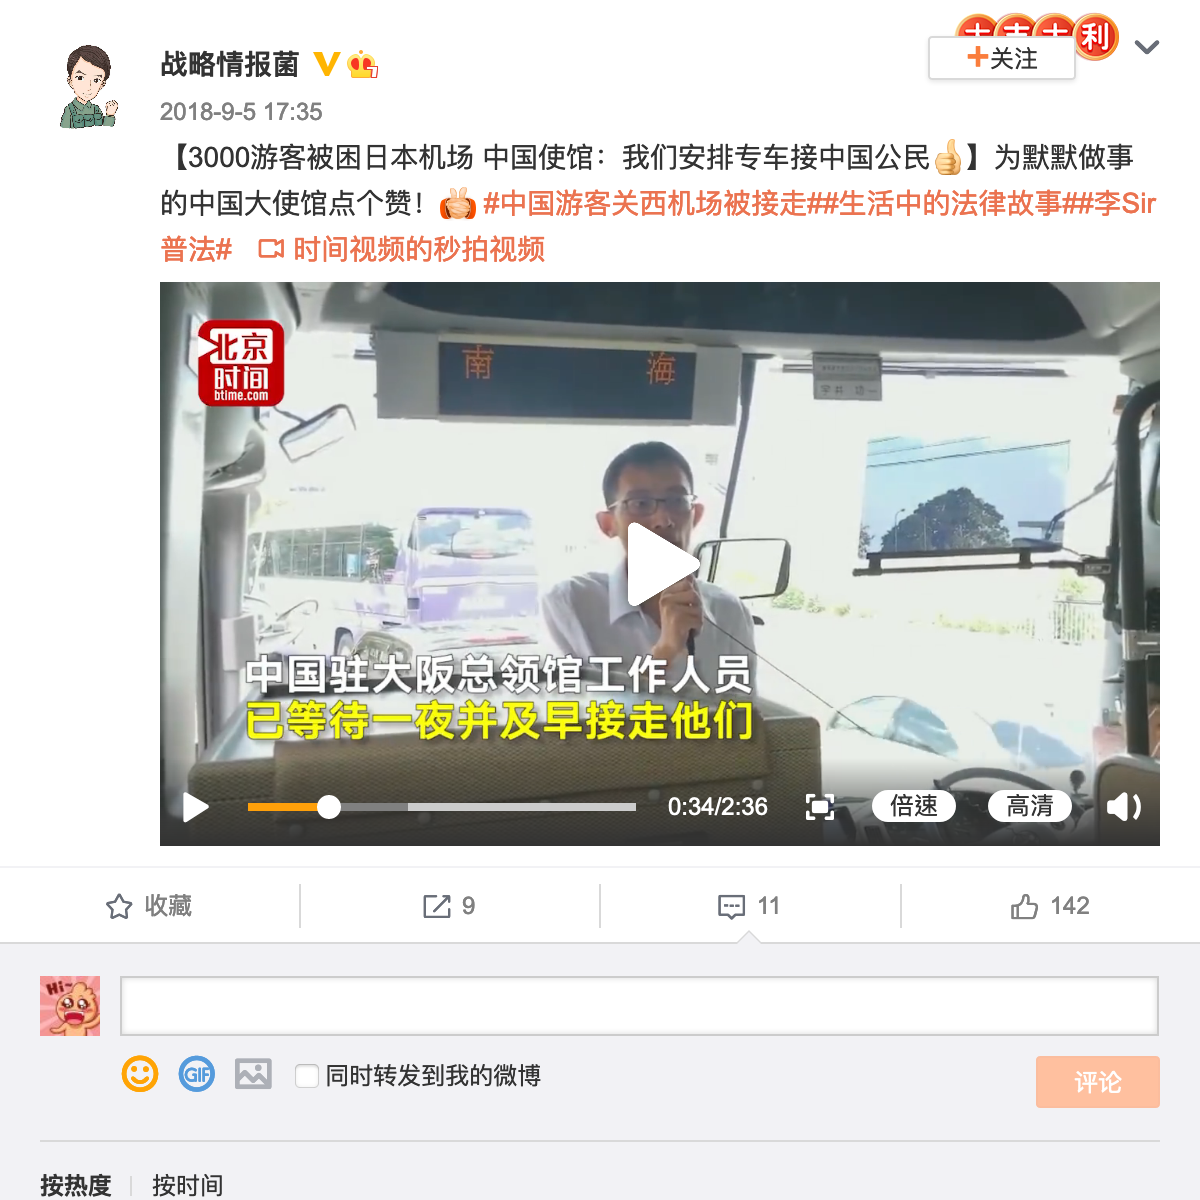 战略情报菌
利
+关注
2018-9-5 17:35
【3000游客被困日本机场 中国使馆：我们安排专车接中国公民👍】为默默做事
的中国大使馆点个赞！#中国游客关西机场被接走##生活中的法律故事##李Sir
普法# 时间视频的秒拍视频
北京
时间
btime.com
南 海
中国驻大阪总领馆工作人员
已等待一夜并及早接走他们
0:34/2:36 倍速 高清
收藏 9 11 142
Hi~
GIF 同时转发到我的微博
评论
按热度 按时间